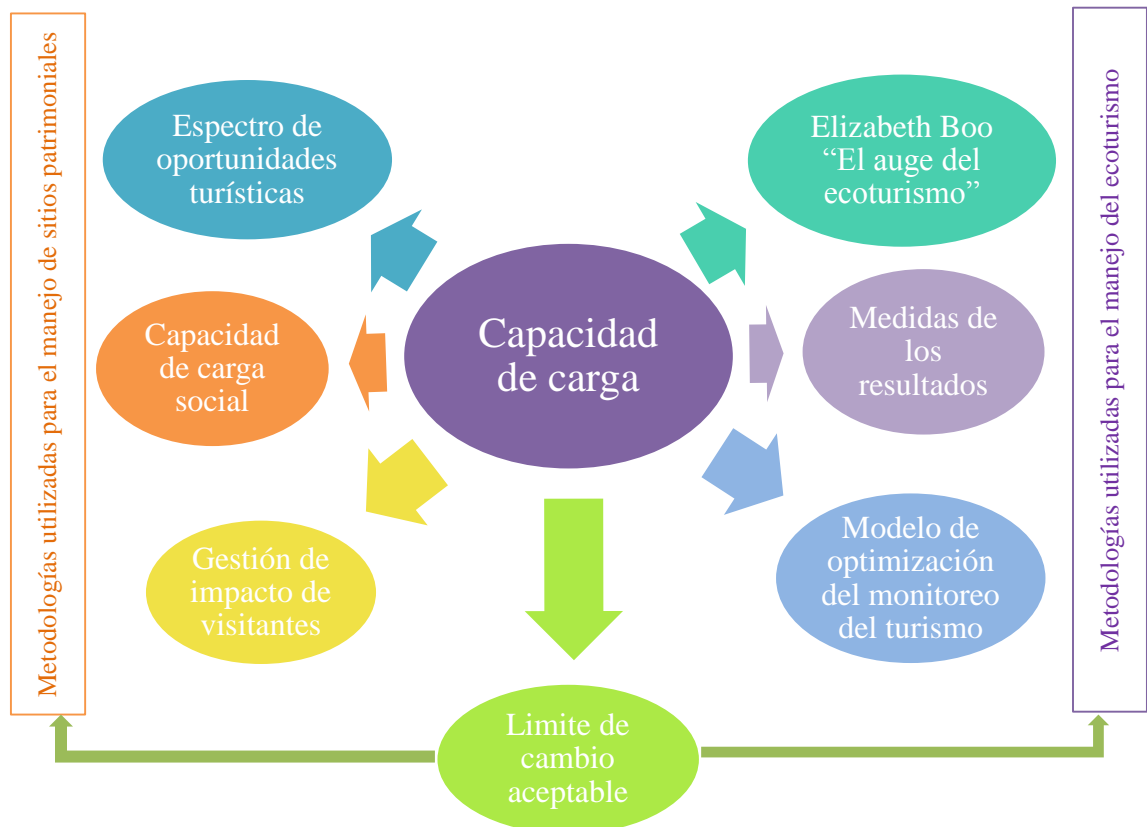 Metodologías utilizadas para el manejo de sitios patrimoniales
Espectro de
oportunidades
turísticas
Capacidad
de carga
social
Gestión de
impacto de
visitantes
Capacidad
de carga
Limite de
cambio
aceptable
Elizabeth Boo
“El auge del
ecoturismo”
Medidas de
los
resultados
Modelo de
optimización
del monitoreo
del turismo
Metodologías utilizadas para el manejo del ecoturismo